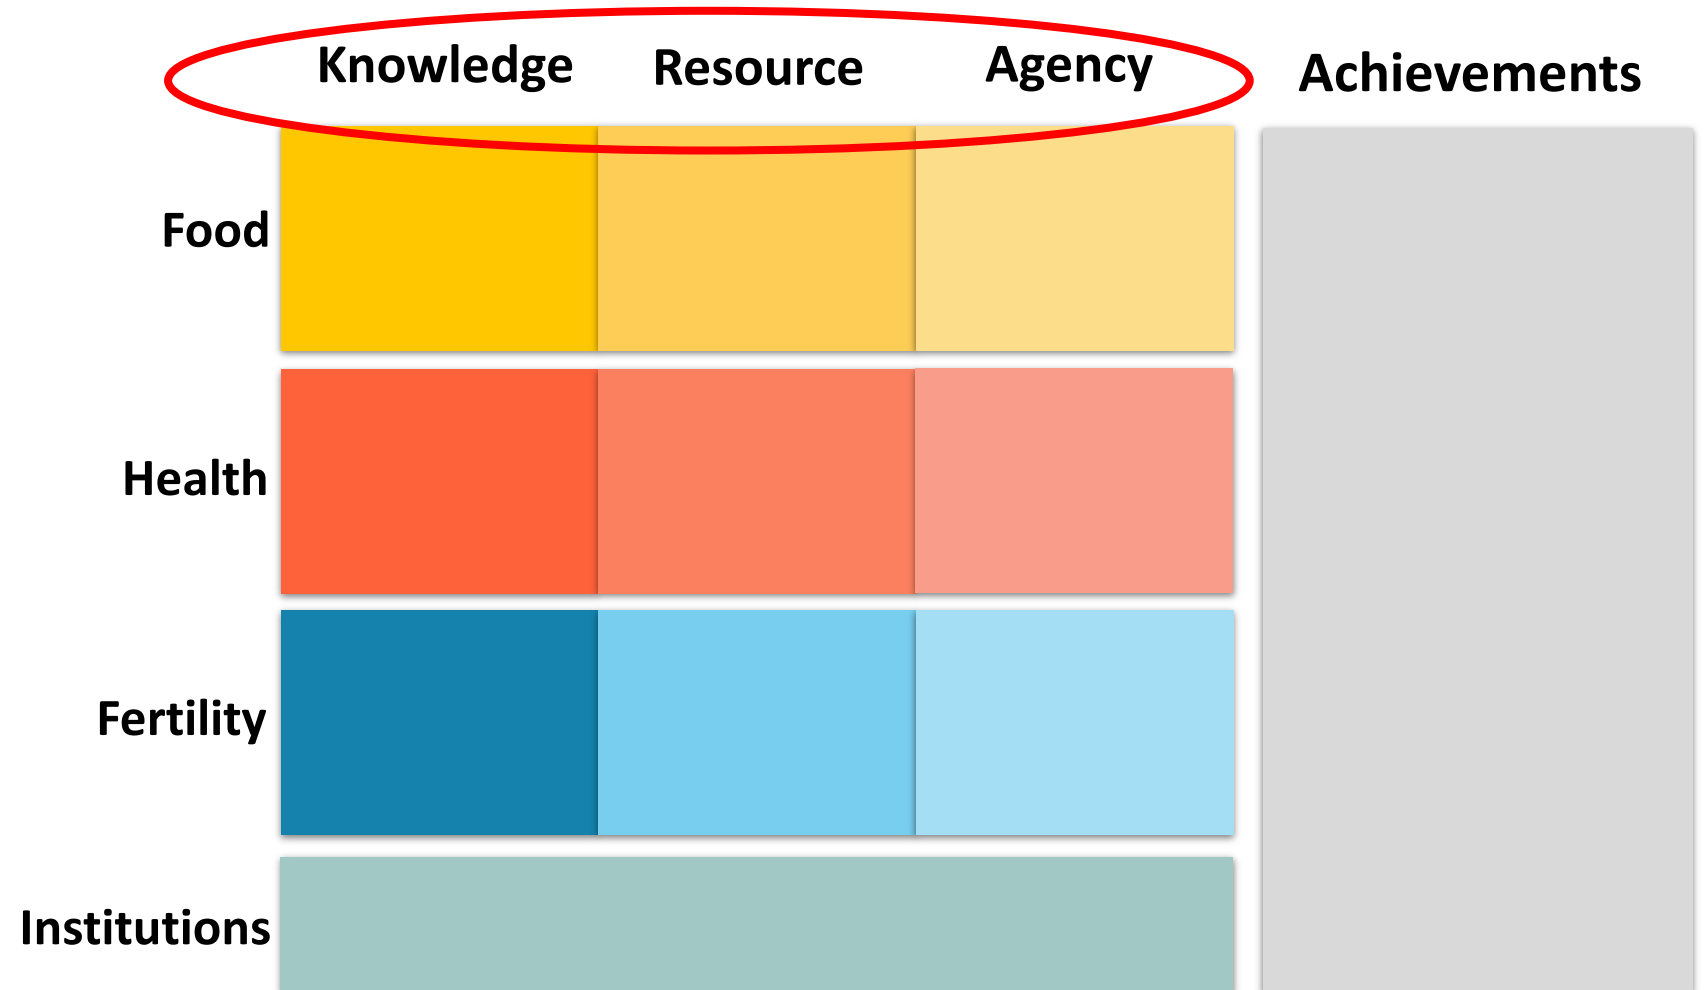 Knowledge Resource Agency Achievements
Food
Health
Fertility
Institutions